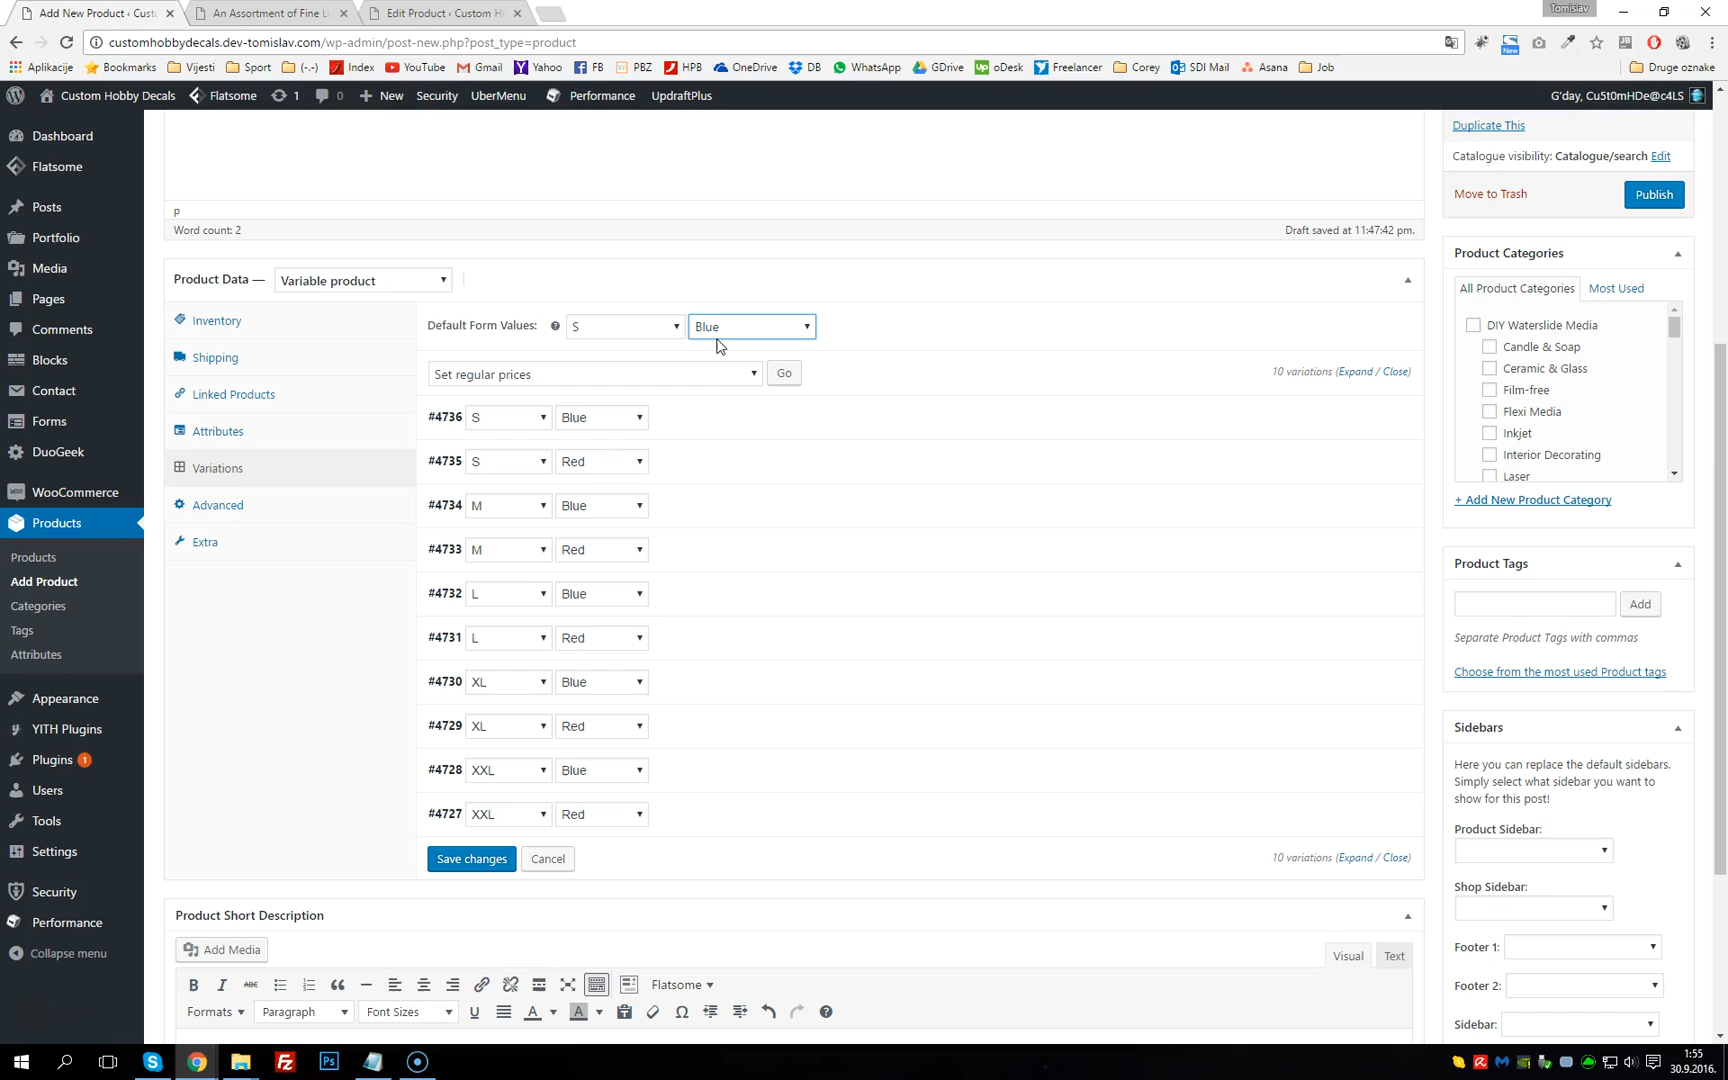 Add New Product ‹ Cust
An Assortment of Fine L
Edit Product ‹ Custom H
Tomislav
customhobbydecals.dev-tomislav.com/wp-admin/post-new.php?post_type=product
New
Aplikacije
Bookmarks
Vijesti
Sport
(-.-)
Index
YouTube
Gmail
Yahoo
FB
PBZ
HPB
OneDrive
DB
WhatsApp
GDrive
oDesk
Freelancer
Corey
SDI Mail
Asana
Job
Druge oznake
Custom Hobby Decals
Flatsome
1
0
New
Security
UberMenu
Performance
UpdraftPlus
G'day, Cu5t0mHDe@c4LS
Dashboard
Flatsome
Posts
Portfolio
Media
Pages
Comments
Blocks
Contact
Forms
DuoGeek
WooCommerce
Products
Products
Add Product
Categories
Tags
Attributes
Appearance
YITH Plugins
Plugins 1
Users
Tools
Settings
Security
Performance
Collapse menu
p
Word count: 2
Draft saved at 11:47:42 pm.
Product Data —
Variable product
Inventory
Shipping
Linked Products
Attributes
Variations
Advanced
Extra
Default Form Values:
S
Blue
Set regular prices
Go
10 variations (Expand / Close)
#4736 S Blue
#4735 S Red
#4734 M Blue
#4733 M Red
#4732 L Blue
#4731 L Red
#4730 XL Blue
#4729 XL Red
#4728 XXL Blue
#4727 XXL Red
Save changes
Cancel
10 variations (Expand / Close)
Product Short Description
Add Media
Visual
Text
B I ABC
Flatsome
Formats
Paragraph
Font Sizes
U
A
A
Duplicate This
Catalogue visibility: Catalogue/search Edit
Move to Trash
Publish
Product Categories
All Product Categories
Most Used
DIY Waterslide Media
Candle & Soap
Ceramic & Glass
Film-free
Flexi Media
Inkjet
Interior Decorating
Laser
+ Add New Product Category
Product Tags
Add
Separate Product Tags with commas
Choose from the most used Product tags
Sidebars
Here you can replace the default sidebars.
Simply select what sidebar you want to
show for this post!
Product Sidebar:
Shop Sidebar:
Footer 1:
Footer 2:
Sidebar:
1:55
30.9.2016.